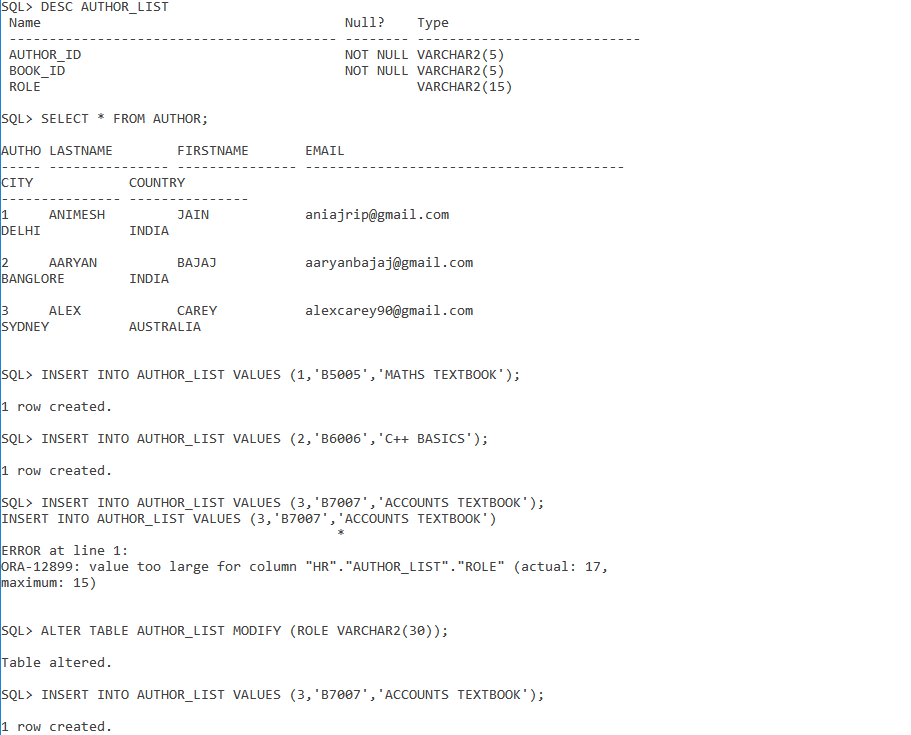 SQL> DESC AUTHOR_LIST
 Name                                      Null?    Type
 ----------------------------------------- -------- ----------------------------
 AUTHOR_ID                                 NOT NULL VARCHAR2(5)
 BOOK_ID                                   NOT NULL VARCHAR2(5)
 ROLE                                               VARCHAR2(15)

SQL> SELECT * FROM AUTHOR;

AUTHO LASTNAME        FIRSTNAME       EMAIL
----- --------------- --------------- ----------------------------------------
CITY            COUNTRY
--------------- ---------------
1     ANIMESH         JAIN            aniajrip@gmail.com
DELHI           INDIA

2     AARYAN          BAJAJ           aaryanbajaj@gmail.com
BANGLORE        INDIA

3     ALEX            CAREY           alexcarey90@gmail.com
SYDNEY          AUSTRALIA


SQL> INSERT INTO AUTHOR_LIST VALUES (1,'B5005','MATHS TEXTBOOK');

1 row created.

SQL> INSERT INTO AUTHOR_LIST VALUES (2,'B6006','C++ BASICS');

1 row created.

SQL> INSERT INTO AUTHOR_LIST VALUES (3,'B7007','ACCOUNTS TEXTBOOK');
INSERT INTO AUTHOR_LIST VALUES (3,'B7007','ACCOUNTS TEXTBOOK')
                                          *
ERROR at line 1:
ORA-12899: value too large for column "HR"."AUTHOR_LIST"."ROLE" (actual: 17,
maximum: 15)


SQL> ALTER TABLE AUTHOR_LIST MODIFY (ROLE VARCHAR2(30));

Table altered.

SQL> INSERT INTO AUTHOR_LIST VALUES (3,'B7007','ACCOUNTS TEXTBOOK');

1 row created.